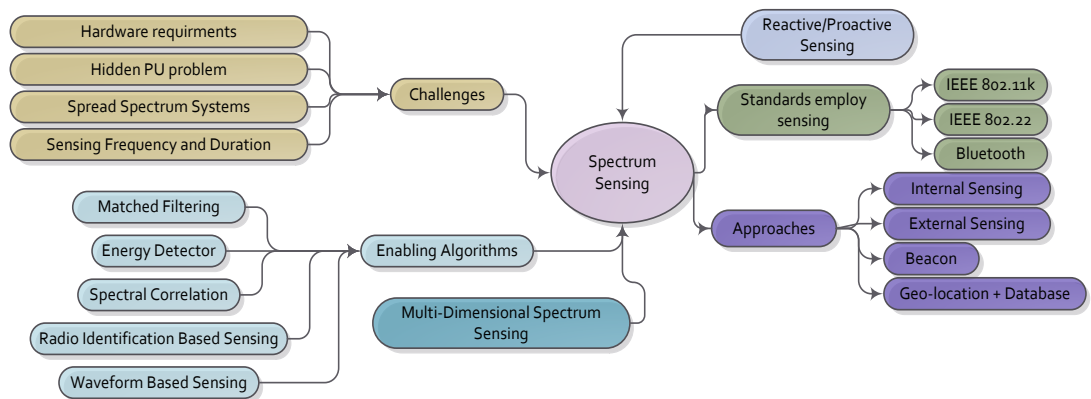 Hardware requirments
Hidden PU problem
Spread Spectrum Systems
Sensing Frequency and Duration
Challenges
Matched Filtering
Energy Detector
Spectral Correlation
Radio Identification Based Sensing
Waveform Based Sensing
Enabling Algorithms
Multi-Dimensional Spectrum
Sensing
Spectrum
Sensing
Reactive/Proactive
Sensing
Standards employ
sensing
IEEE 802.11k
IEEE 802.22
Bluetooth
Approaches
Internal Sensing
External Sensing
Beacon
Geo-location + Database